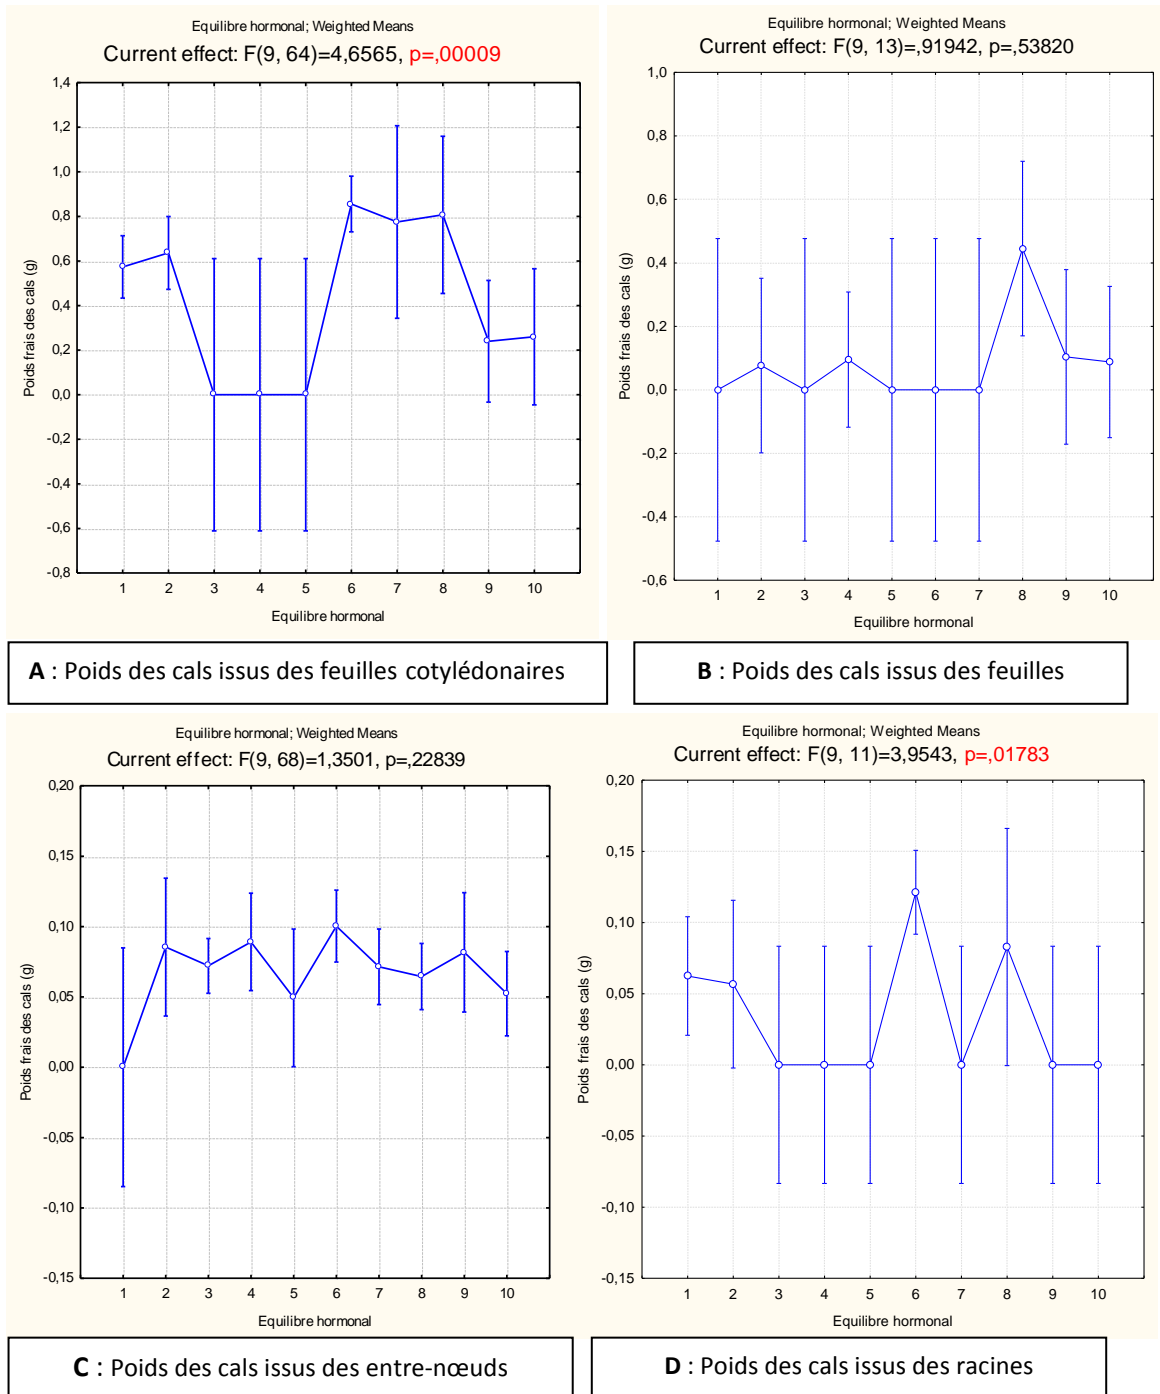 Equilibre hormonal; Weighted Means
Current effect: F(9, 64)=4,6565, p=,00009
1,4
1,2
1,0
0,8
0,6
0,4
0,2
0,0
-0,2
-0,4
-0,6
-0,8
Poids frais des cals (g)
1 2 3 4 5 6 7 8 9 10
Equilibre hormonal
A : Poids des cals issus des feuilles cotylédonaires
Equilibre hormonal; Weighted Means
Current effect: F(9, 13)=,91942, p=,53820
1,0
0,8
0,6
0,4
0,2
0,0
-0,2
-0,4
-0,6
Poids frais des cals (g)
1 2 3 4 5 6 7 8 9 10
Equilibre hormonal
B : Poids des cals issus des feuilles
Equilibre hormonal; Weighted Means
Current effect: F(9, 68)=1,3501, p=,22839
0,20
0,15
0,10
0,05
0,00
-0,05
-0,10
-0,15
Poids frais des cals (g)
1 2 3 4 5 6 7 8 9 10
Equilibre hormonal
C : Poids des cals issus des entre-nœuds
Equilibre hormonal; Weighted Means
Current effect: F(9, 11)=3,9543, p=,01783
0,20
0,15
0,10
0,05
0,00
-0,05
-0,10
-0,15
Poids frais des cals (g)
1 2 3 4 5 6 7 8 9 10
Equilibre hormonal
D : Poids des cals issus des racines